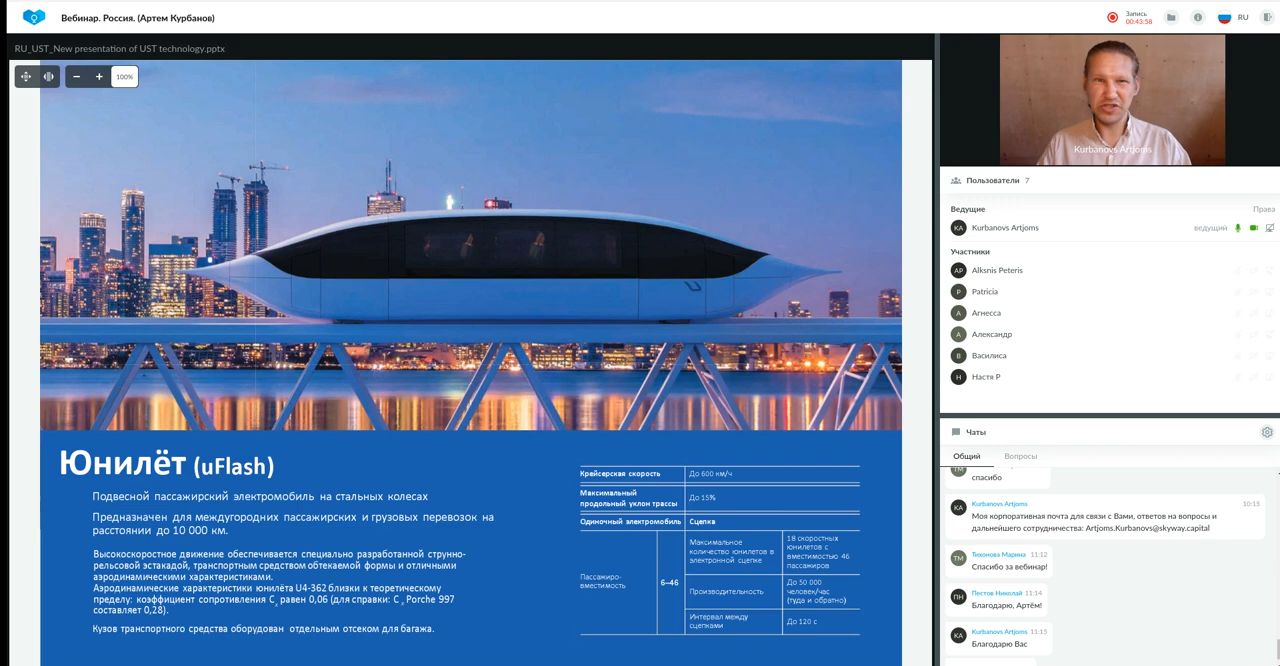 Вебинар. Россия. (Артем Курбанов)
Запись
00:43:58
RU
RU_UST_New presentation of UST technology.pptx
100%
Юнилёт (uFlash)
Подвесной пассажирский электромобиль на стальных колесах
Предназначен для междугородних пассажирских и грузовых перевозок на
расстоянии до 10 000 км.
Высокоскоростное движение обеспечивается специально разработанной струнно-
рельсовой эстакадой, транспортным средством обтекаемой формы и отличными
аэродинамическими характеристиками.
Аэродинамические характеристики юнилёта U4-362 близки к теоретическому
пределу: коэффициент сопротивления Cx равен 0,06 (для справки: Cx Porche 997
составляет 0,28).
Кузов транспортного средства оборудован отдельным отсеком для багажа.
Крейсерская скорость
До 600 км/ч
Максимальный
продольный уклон трассы
До 15%
Одиночный электромобиль
Сцепка
Пассажиро-
вместимость
6–46
Максимальное
количество юнилетов в
электронной сцепке
18 скоростных
юнилетов с
вместимостью 46
пассажиров
Производительность
До 50 000
человек/час
(туда и обратно)
Интервал между
сцепками
До 120 с
Kurbanovs Artjoms
Пользователи 7
Ведущие
Права
KA Kurbanovs Artjoms ведущий
Участники
AP Alksnis Peteris
P Patricia
А Агнесса
А Александр
В Василиса
Н Настя Р
Чаты
Общий
Вопросы
ТМ
спасибо
KA
Kurbanovs Artjoms 10:15
Моя корпоративная почта для связи с Вами, ответов на вопросы и
дальнейшего сотрудничества: Artjoms.Kurbanovs@skyway.capital
ТМ
Тихонова Марина 11:12
Спасибо за вебинар!
ПН
Пестов Николай 11:14
Благодарю, Артём!
KA
Kurbanovs Artjoms 11:15
Благодарю Вас